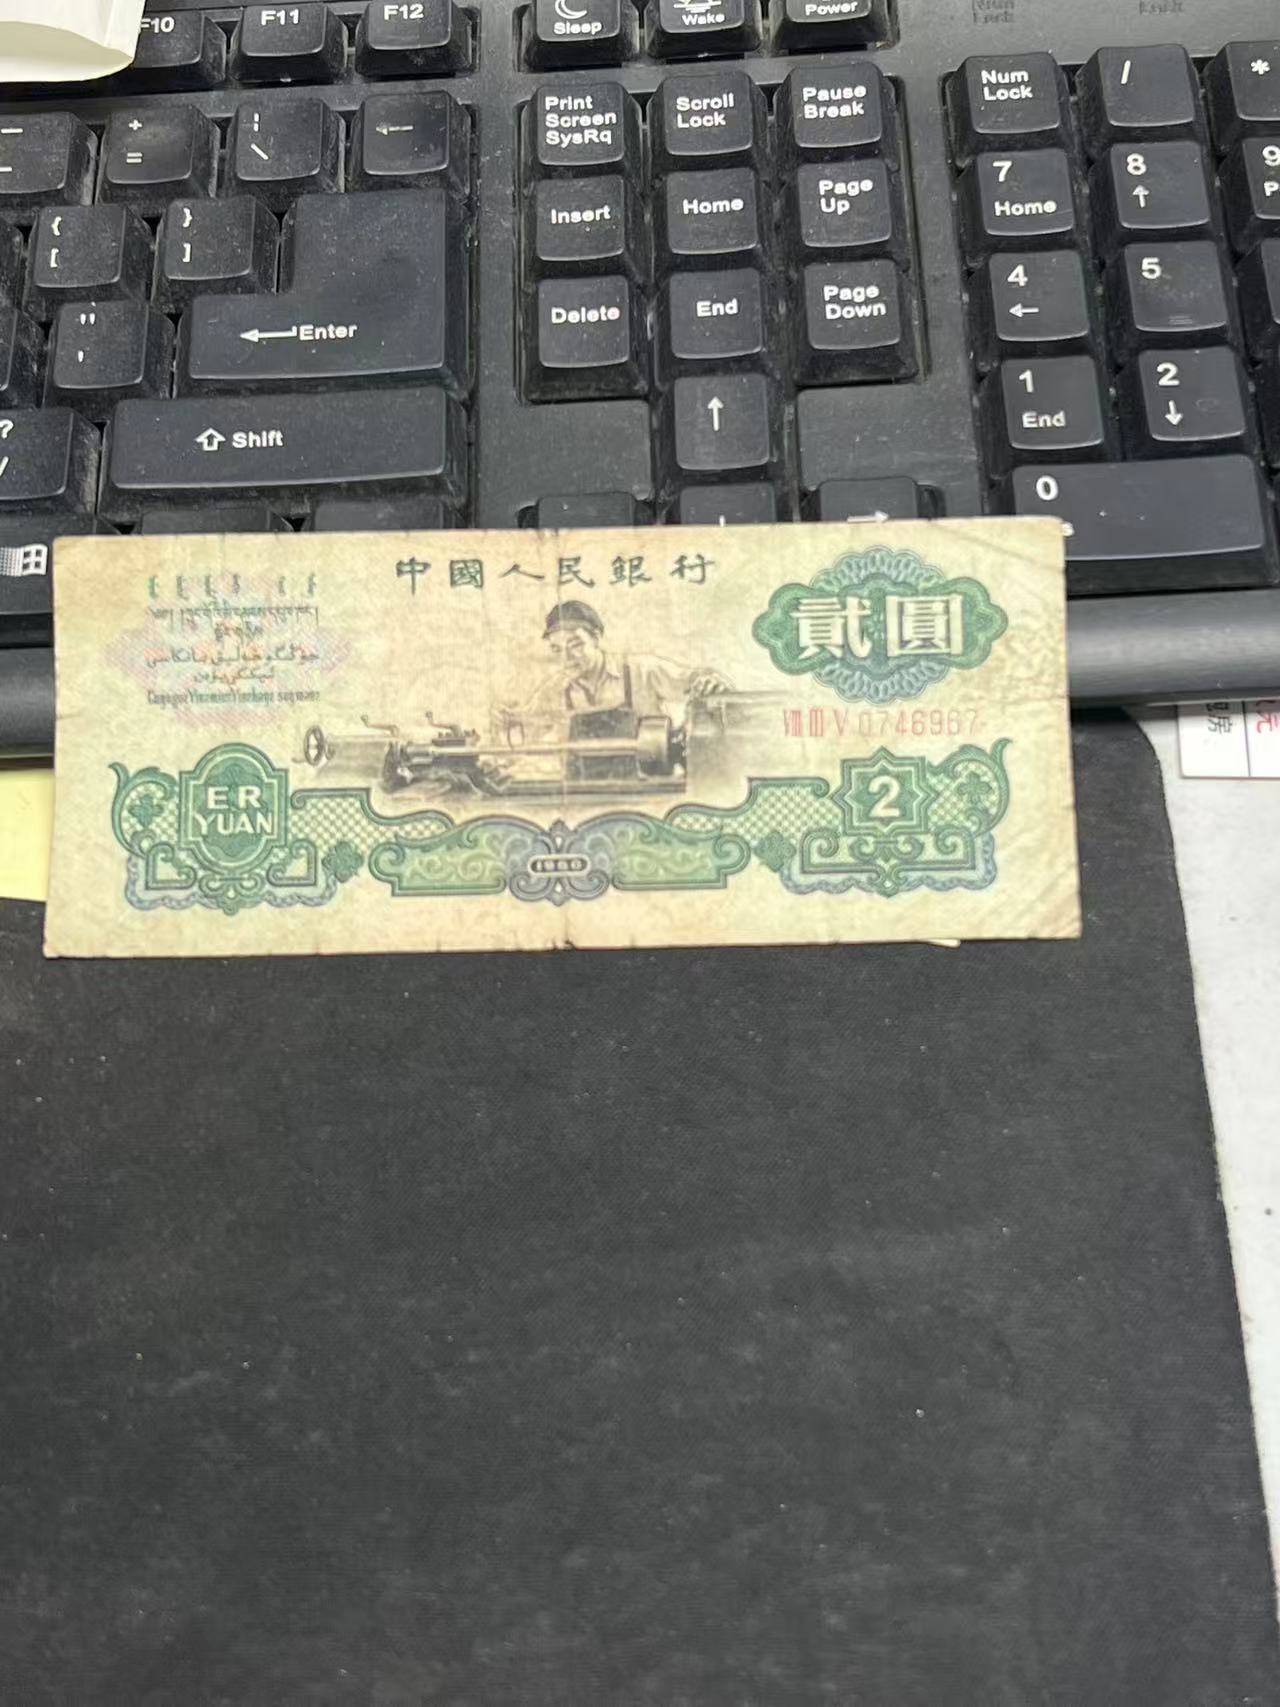 F10 F11 F12
Sleep Wake Power
Print Screen SysRq
Scroll Lock
Pause Break
Num Lock
/
*
+
=
Insert
Home
Page Up
7 Home
8 ↑
9
{
[
}
]
Delete
End
Page Down
4 ←
5
"
'
Enter
↑
1 End
2 ↓
?
/
Shift
0
中國人民銀行
貳圓
VIII III V 0746967
ER YUAN
2
1960